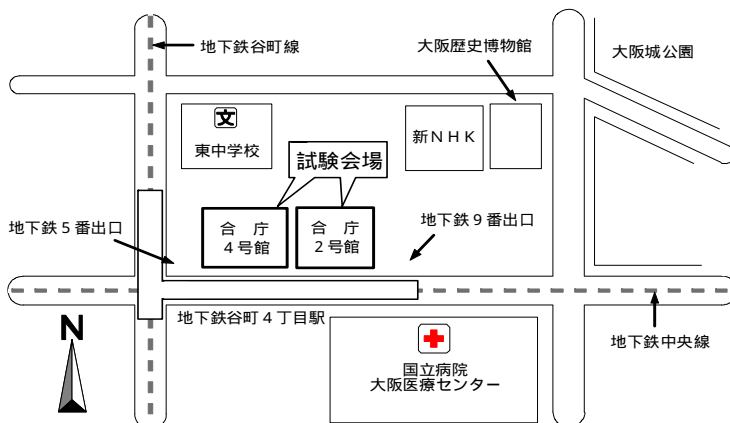 地下鉄谷町線
大阪歴史博物館
大阪城公園
文
東中学校
新ＮＨＫ
試験会場
地下鉄５番出口
合　庁
４号館
合　庁
２号館
地下鉄９番出口
地下鉄谷町４丁目駅
地下鉄中央線
N
国立病院
大阪医療センター